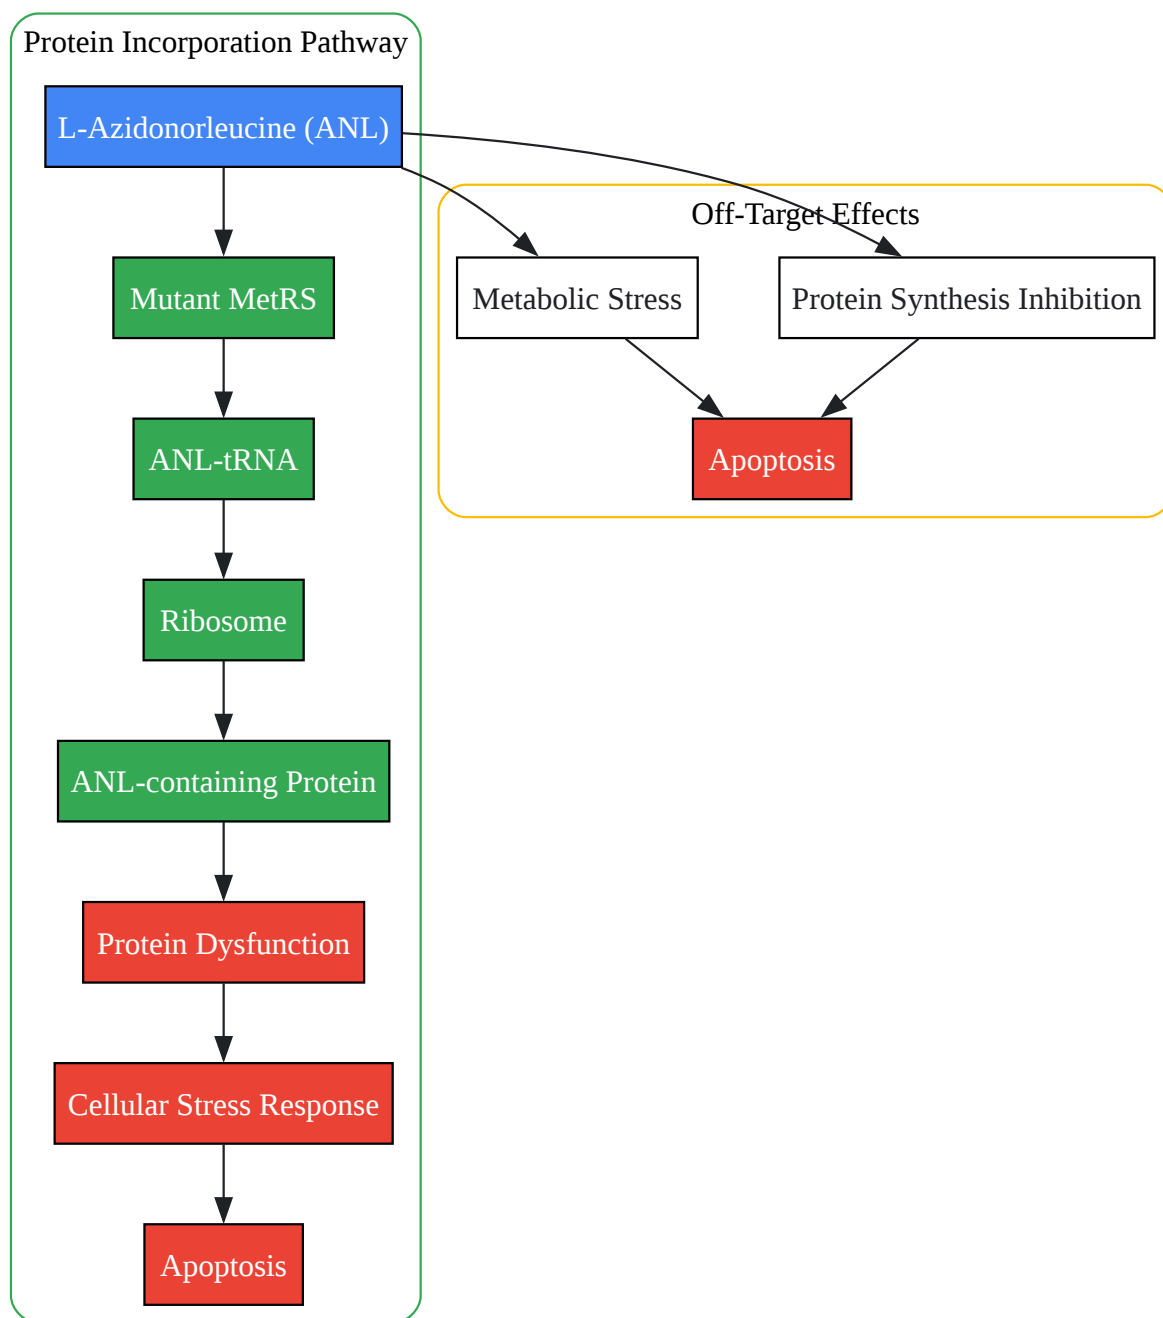 Protein Incorporation Pathway
L-Azidonorleucine (ANL)
Mutant MetRS
ANL-tRNA
Ribosome
ANL-containing Protein
Protein Dysfunction
Cellular Stress Response
Apoptosis
Off-Target Effects
Metabolic Stress
Protein Synthesis Inhibition
Apoptosis